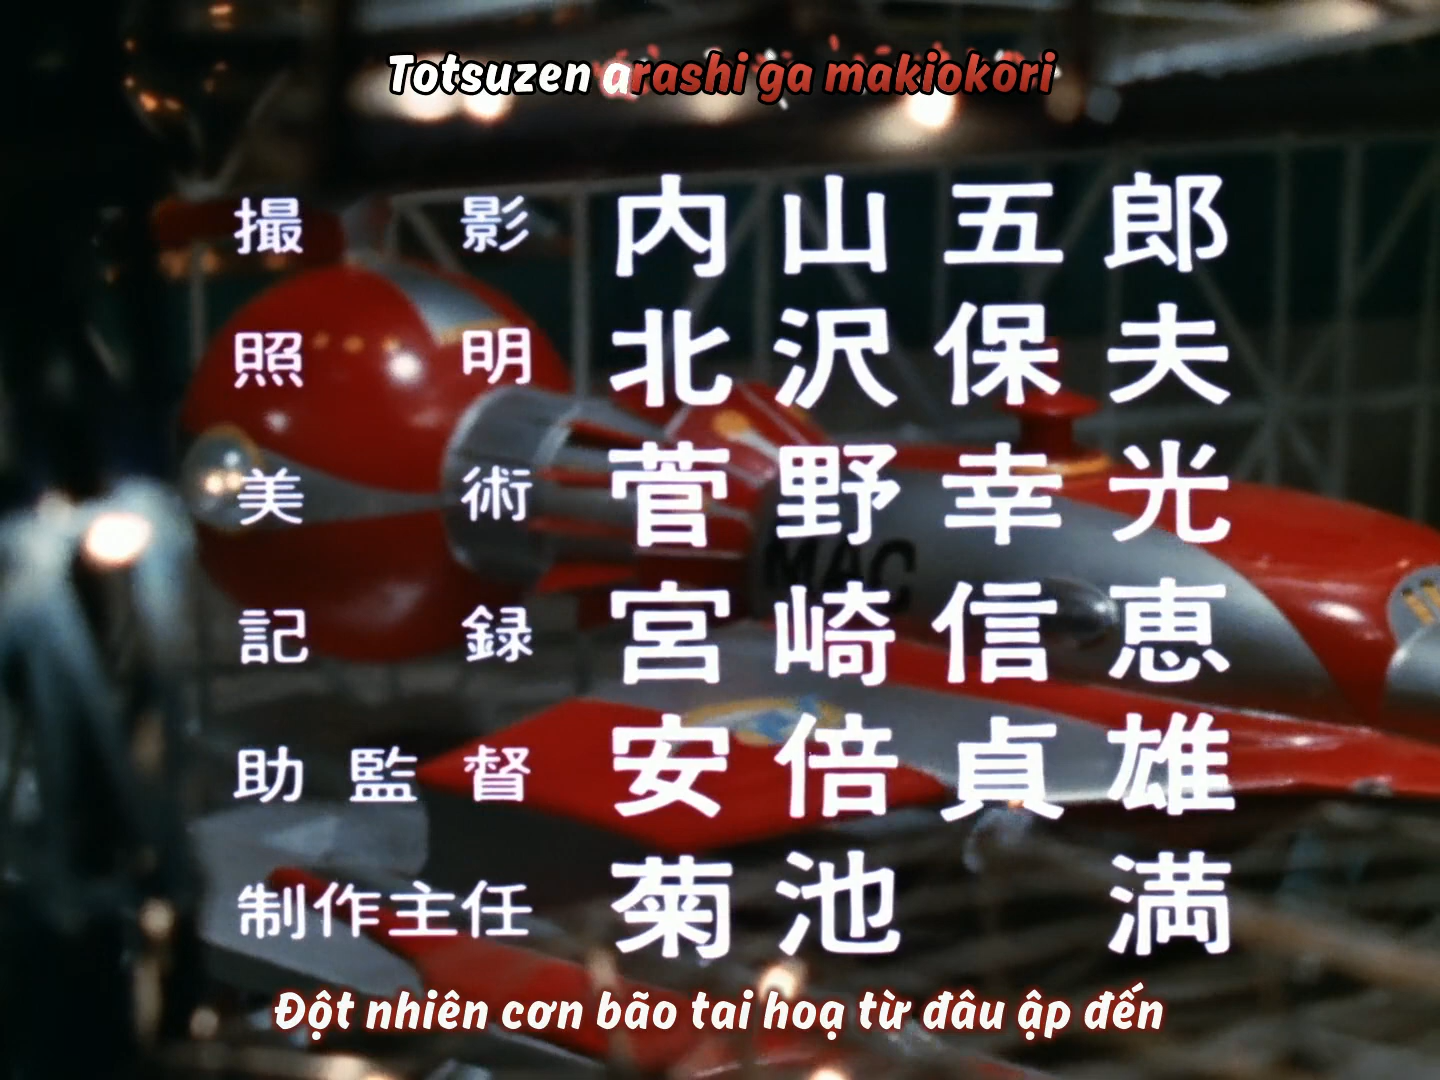 Totsuzen arashi ga makiokori
撮影 内山五郎
照明 北沢保夫
美術 菅野幸光
MAC
記録 宮崎信恵
助監督 安倍貞雄
制作主任 菊池 満
Đột nhiên cơn bão tai hoạ từ đâu ập đến